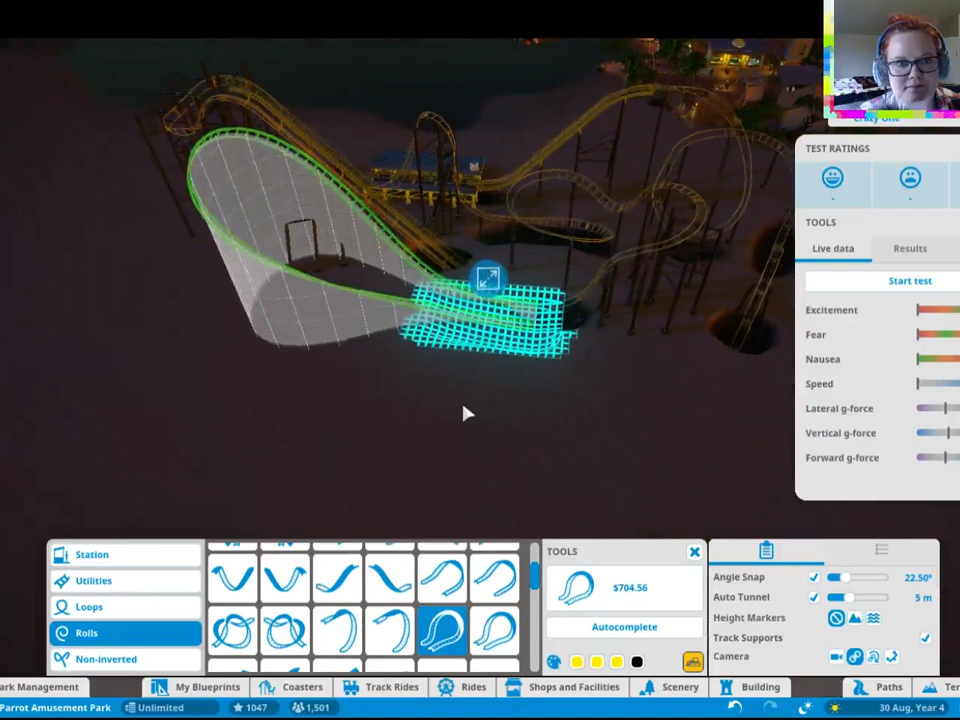 Crazy One
TEST RATINGS
- -
TOOLS
Live data Results
Start test
Excitement
Fear
Nausea
Speed
Lateral g-force
Vertical g-force
Forward g-force
Station
Utilities
Loops
Rolls
Non-inverted
TOOLS
$704.56
Autocomplete
Angle Snap 22.50°
Auto Tunnel 5 m
Height Markers
Track Supports
Camera
ark Management My Blueprints Coasters Track Rides Rides Shops and Facilities Scenery Building Paths Ter
Parrot Amusement Park Unlimited 1047 1,501 30 Aug, Year 4